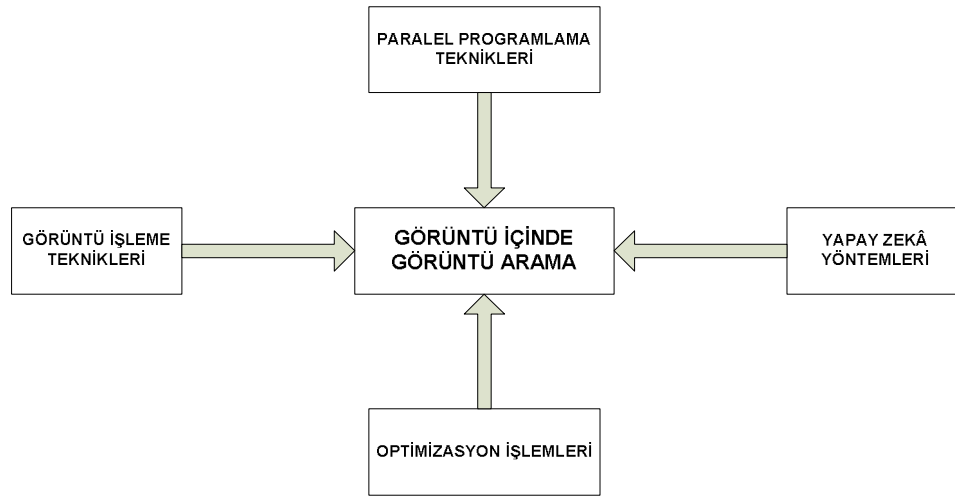 PARALEL PROGRAMLAMA
TEKNİKLERİ
GÖRÜNTÜ İŞLEME
TEKNİKLERİ
GÖRÜNTÜ İÇİNDE
GÖRÜNTÜ ARAMA
YAPAY ZEKÂ
YÖNTEMLERİ
OPTİMİZASYON İŞLEMLERİ